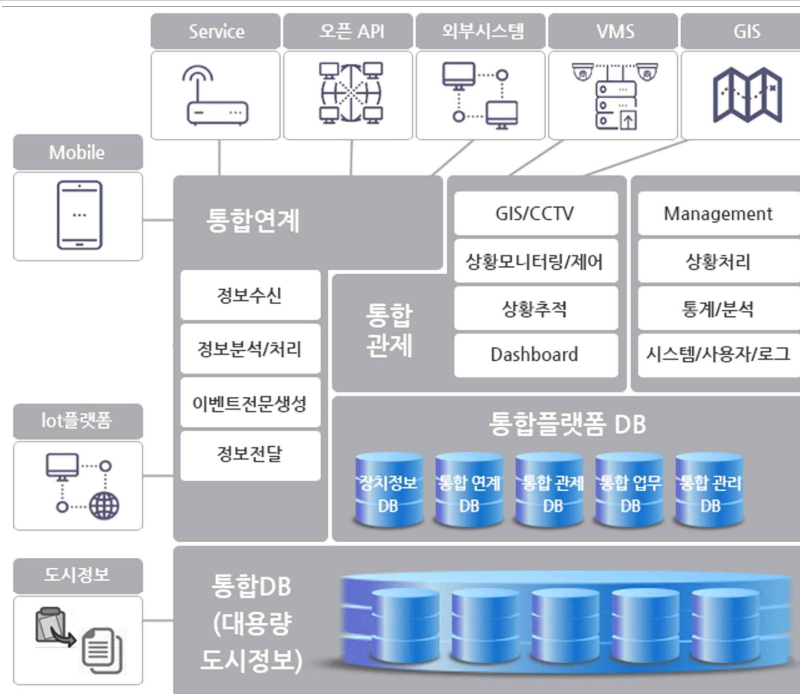 Service
오픈 API
외부시스템
VMS
GIS
Mobile
통합연계
GIS/CCTV
Management
상황모니터링/제어
상황처리
정보수신
통합
관제
상황추적
통계/분석
정보분석/처리
Dashboard
시스템/사용자/로그
이벤트전문생성
정보전달
Iot플랫폼
통합플랫폼 DB
장치정보
DB
통합 연계
DB
통합 관제
DB
통합 업무
DB
통합 관리
DB
도시정보
통합DB
(대용량
도시정보)